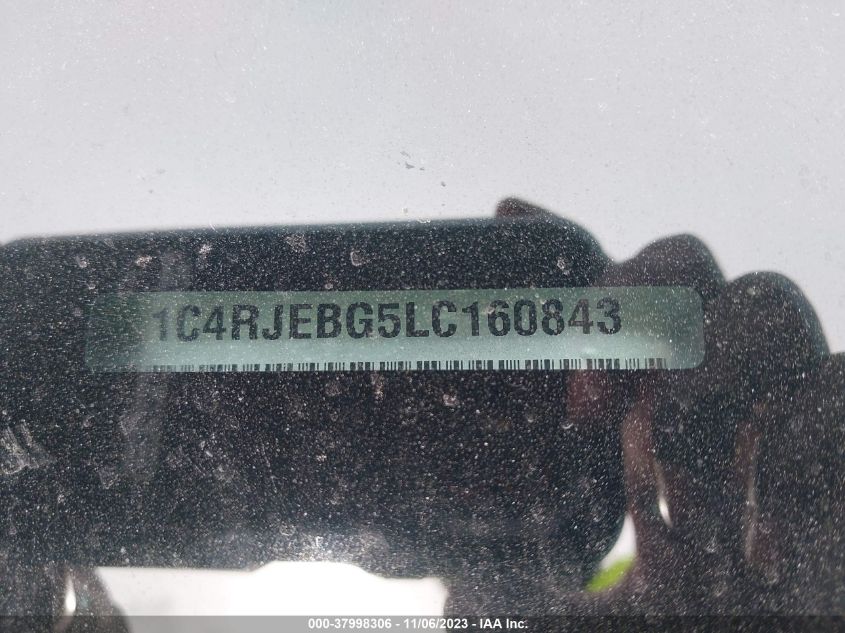 1C4RJEBG5LC160843
000-37998306 - 11/06/2023 - IAA Inc.